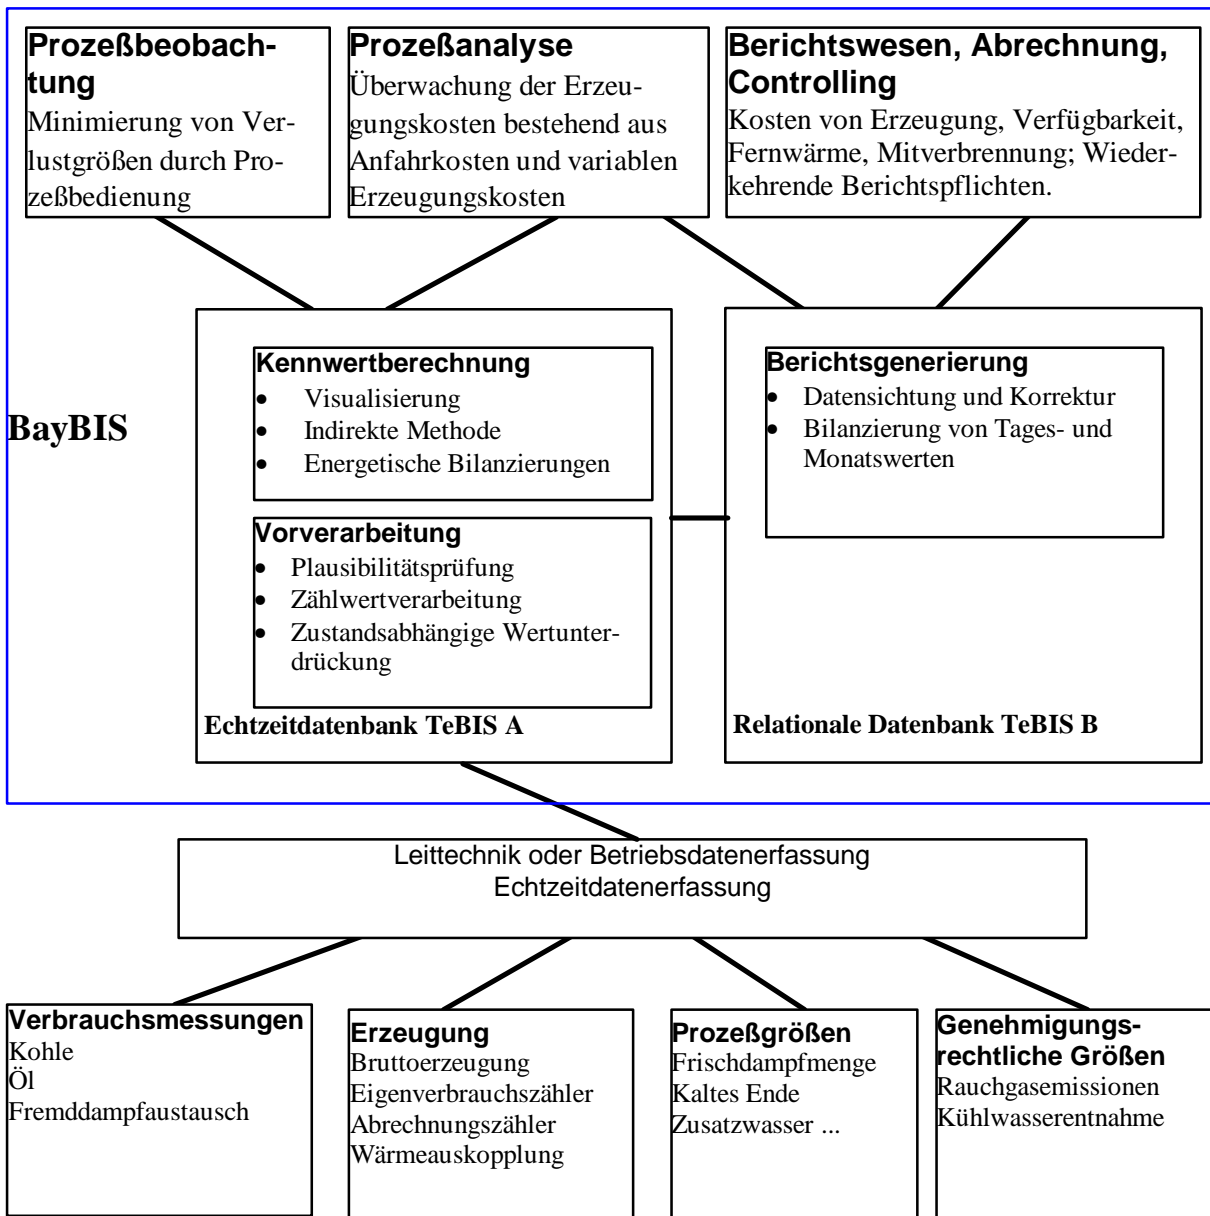 Prozeßbeobach-
tung
Minimierung von Ver-
lustgrößen durch Pro-
zeßbedienung
Prozeßanalyse
Überwachung der Erzeu-
gungskosten bestehend aus
Anfahrkosten und variablen
Erzeugungskosten
Berichtswesen, Abrechnung,
Controlling
Kosten von Erzeugung, Verfügbarkeit,
Fernwärme, Mitverbrennung; Wieder-
kehrende Berichtspflichten.
BayBIS
Kennwertberechnung
• Visualisierung
• Indirekte Methode
• Energetische Bilanzierungen
Vorverarbeitung
• Plausibilitätsprüfung
• Zählwertverarbeitung
• Zustandsabhängige Wertunter-
drückung
Echtzeitdatenbank TeBIS A
Berichtsgenerierung
• Datensichtung und Korrektur
• Bilanzierung von Tages- und
Monatswerten
Relationale Datenbank TeBIS B
Leittechnik oder Betriebsdatenerfassung
Echtzeitdatenerfassung
Verbrauchsmessungen
Kohle
Öl
Fremddampfaustausch
Erzeugung
Bruttoerzeugung
Eigenverbrauchszähler
Abrechnungszähler
Wärmeauskopplung
Prozeßgrößen
Frischdampfmenge
Kaltes Ende
Zusatzwasser ...
Genehmigungs-
rechtliche Größen
Rauchgasemissionen
Kühlwasserentnahme